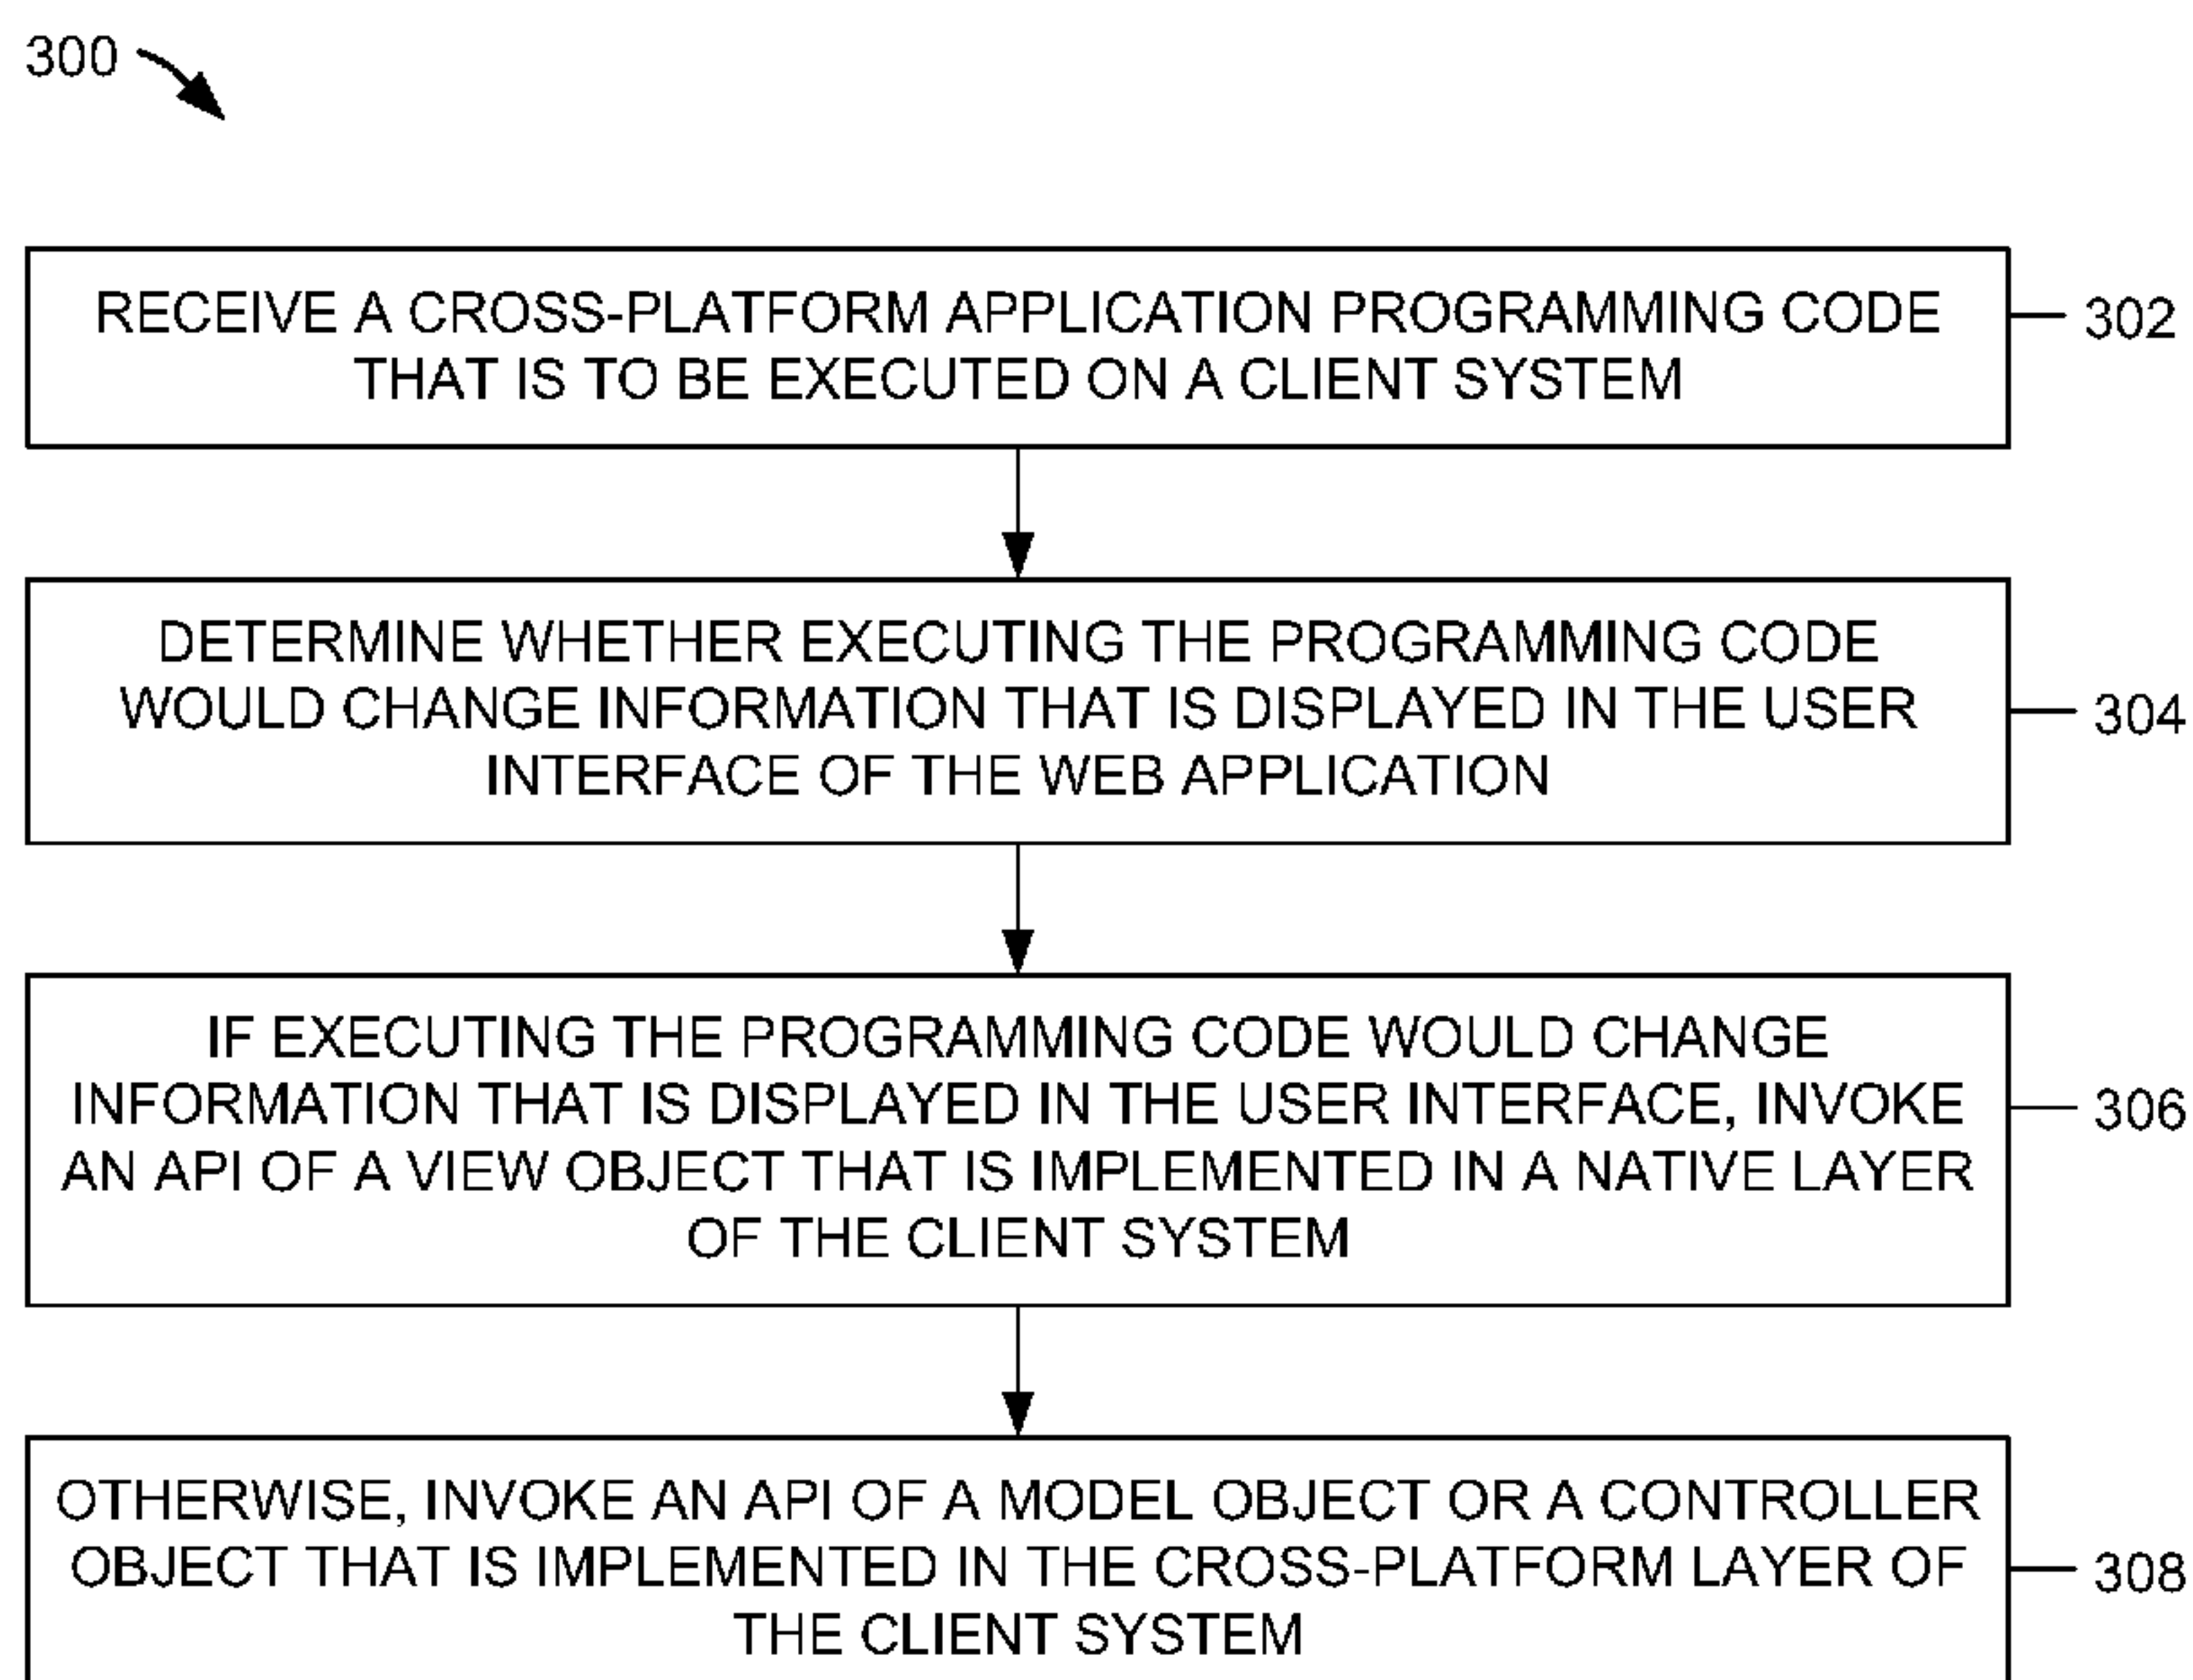 300
RECEIVE A CROSS-PLATFORM APPLICATION PROGRAMMING CODE
THAT IS TO BE EXECUTED ON A CLIENT SYSTEM
302
DETERMINE WHETHER EXECUTING THE PROGRAMMING CODE
WOULD CHANGE INFORMATION THAT IS DISPLAYED IN THE USER
INTERFACE OF THE WEB APPLICATION
304
IF EXECUTING THE PROGRAMMING CODE WOULD CHANGE
INFORMATION THAT IS DISPLAYED IN THE USER INTERFACE, INVOKE
AN API OF A VIEW OBJECT THAT IS IMPLEMENTED IN A NATIVE LAYER
OF THE CLIENT SYSTEM
306
OTHERWISE, INVOKE AN API OF A MODEL OBJECT OR A CONTROLLER
OBJECT THAT IS IMPLEMENTED IN THE CROSS-PLATFORM LAYER OF
THE CLIENT SYSTEM
308